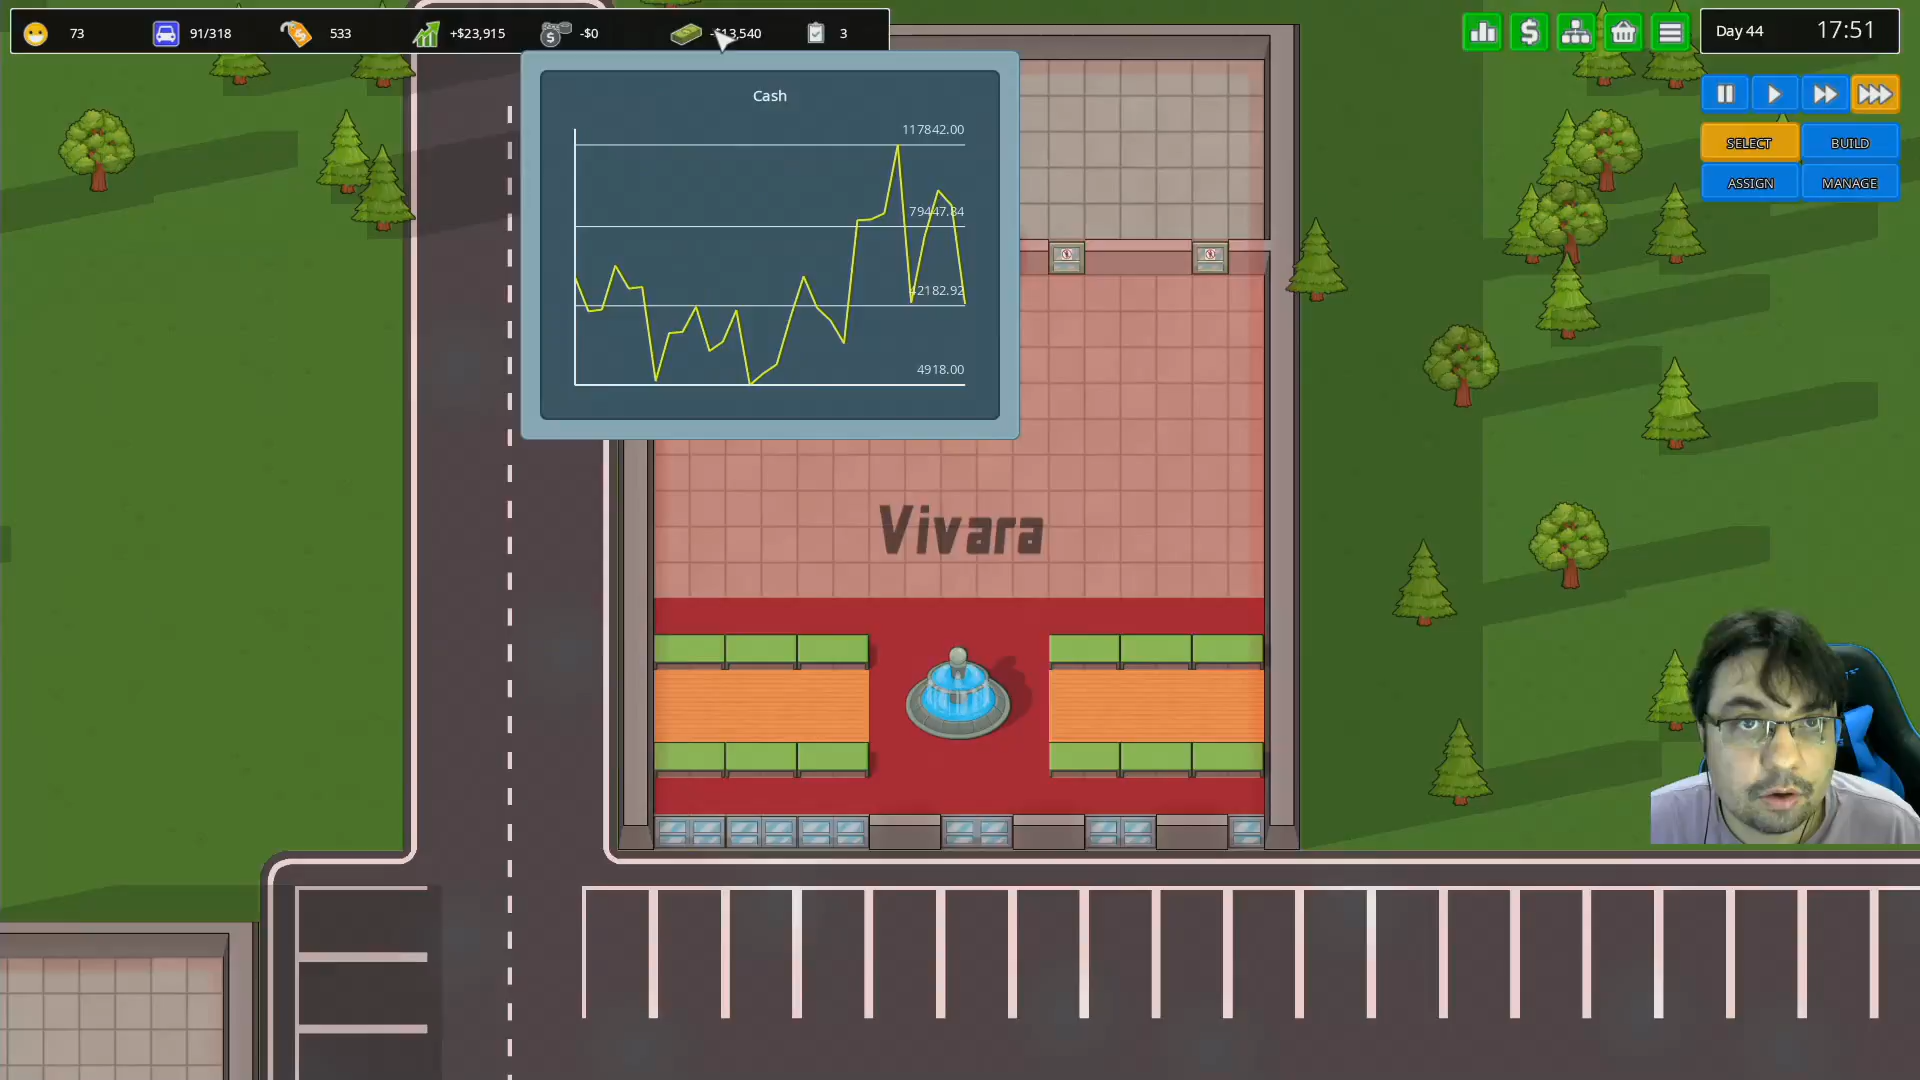 73
91/318
533
+$23,915
-$0
-$13,540
3
Day 44
17:51
Cash
117842.00
79447.84
42182.92
4918.00
SELECT
BUILD
ASSIGN
MANAGE
Vivara